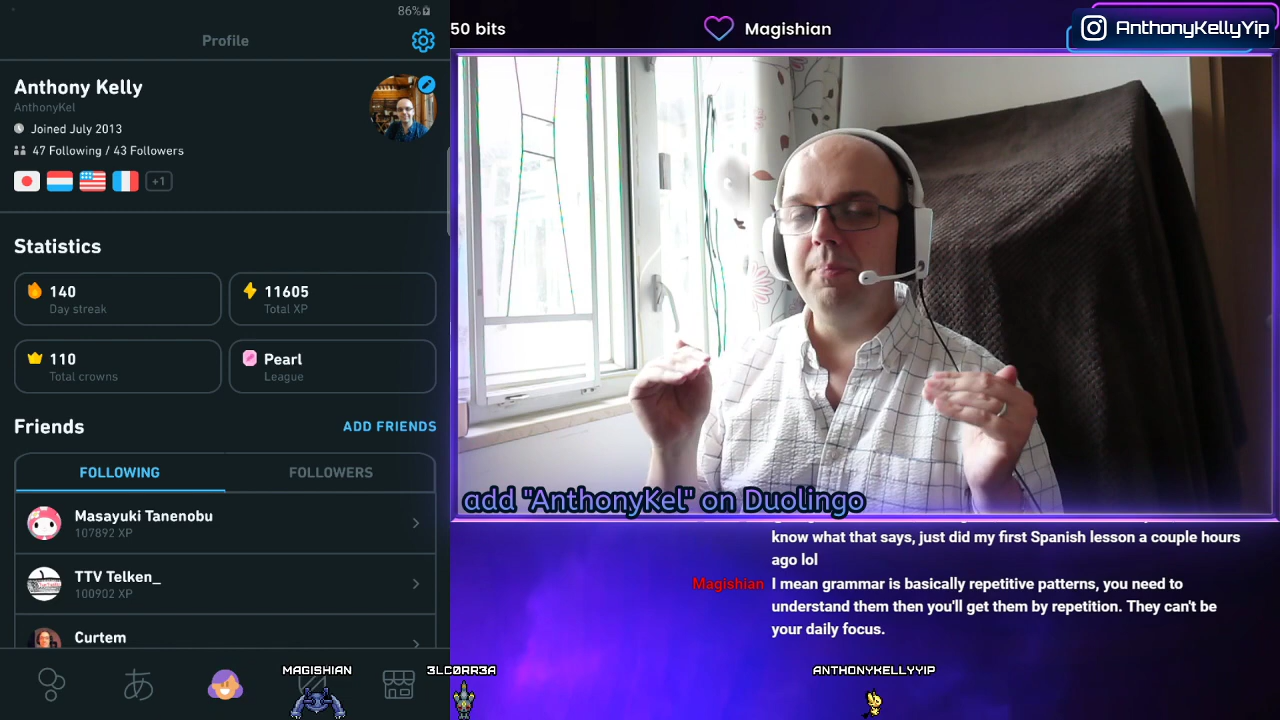 86%
Profile
Anthony Kelly
AnthonyKel
Joined July 2013
47 Following / 43 Followers
+1
Statistics
140
Day streak
11605
Total XP
110
Total crowns
Pearl
League
Friends
ADD FRIENDS
FOLLOWING
FOLLOWERS
Masayuki Tanenobu
107892 XP
TTV Telken_
100902 XP
Curtem
あ
50 bits
Magishian
AnthonyKellyYip
add "AnthonyKel" on Duolingo
know what that says, just did my first Spanish lesson a couple hours
ago lol
Magishian I mean grammar is basically repetitive patterns, you need to
understand them then you'll get them by repetition. They can't be
your daily focus.
MAGISHIAN
3LC0RR3A
ANTHONYKELLYYIP